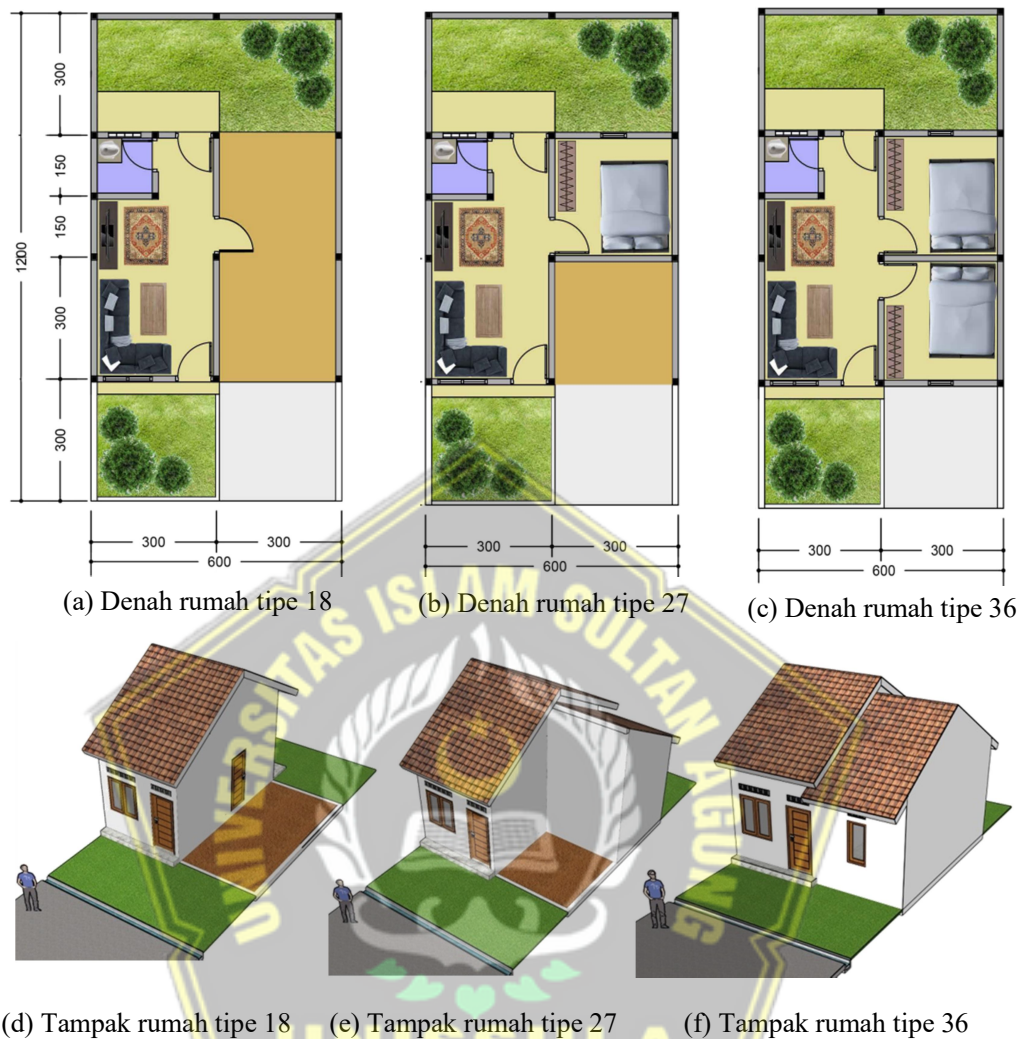 300
150
150
300
300
1200
300
300
600
300
300
600
300
300
600
(a) Denah rumah tipe 18
(b) Denah rumah tipe 27
(c) Denah rumah tipe 36
UNIVERSITAS ISLAM SULTAN AGUNG
(d) Tampak rumah tipe 18
(e) Tampak rumah tipe 27
(f) Tampak rumah tipe 36